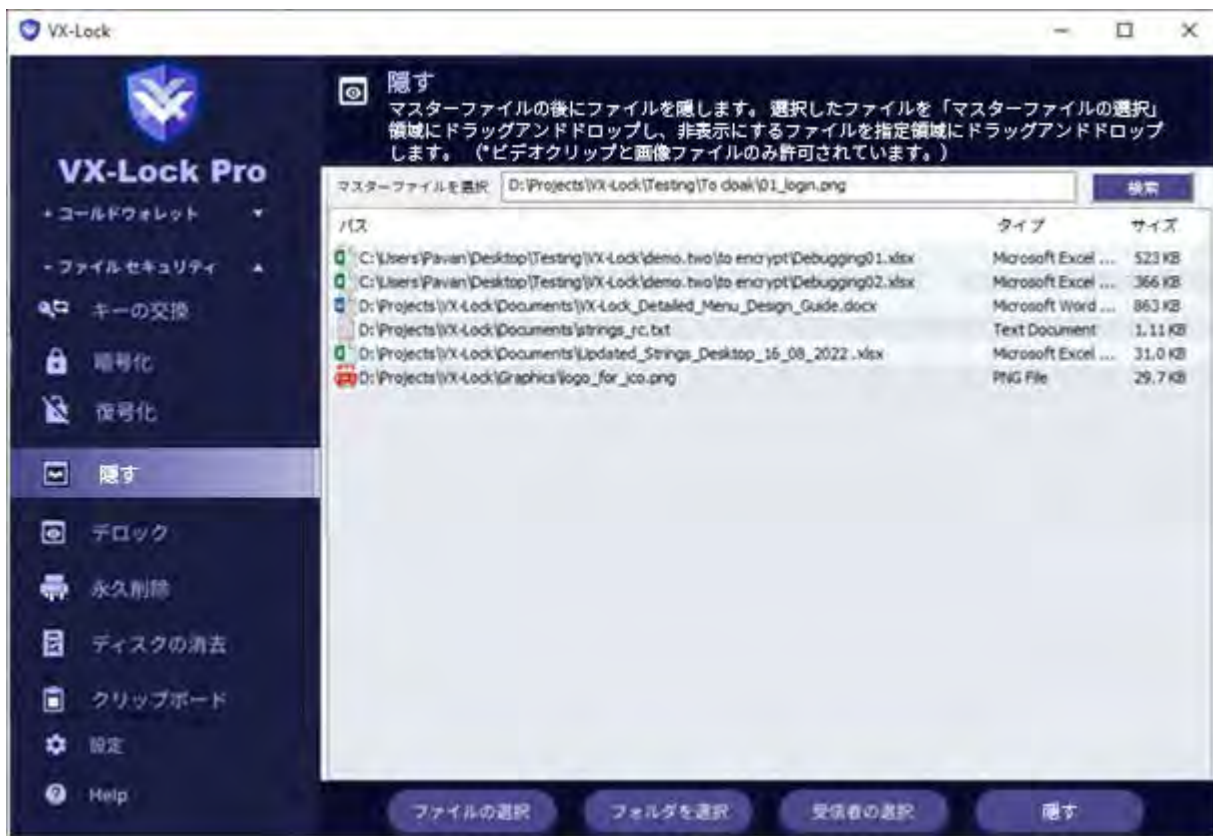 VX-Lock
VX-Lock Pro
+ コールドウォレット
- ファイルセキュリティ
キーの交換
暗号化
復号化
隠す
デロック
永久削除
ディスクの消去
クリップボード
設定
Help
隠す
マスターファイルの後にファイルを隠します。 選択したファイルを「マスターファイルの選択」
領域にドラッグアンドドロップし、非表示にするファイルを指定領域にドラッグアンドドロップ
します。 (*ビデオクリップと画像ファイルのみ許可されています。)
マスターファイルを選択 D:\Projects\VX-Lock\Testing\To cloak\01_login.png 検索
パス タイプ サイズ
C:\Users\Pavan\Desktop\Testing\VX-Lock\demo.two\to encrypt\Debugging01.xlsx Microsoft Excel ... 523 KB
C:\Users\Pavan\Desktop\Testing\VX-Lock\demo.two\to encrypt\Debugging02.xlsx Microsoft Excel ... 366 KB
D:\Projects\VX-Lock\Documents\VX-Lock_Detailed_Menu_Design_Guide.docx Microsoft Word ... 863 KB
D:\Projects\VX-Lock\Documents\strings_rc.txt Text Document 1.11 KB
D:\Projects\VX-Lock\Documents\Updated_Strings_Desktop_16_08_2022 .xlsx Microsoft Excel ... 31.0 KB
D:\Projects\VX-Lock\Graphics\logo_for_ico.png PNG File 29.7 KB
ファイルの選択 フォルダを選択 受信者の選択 隠す